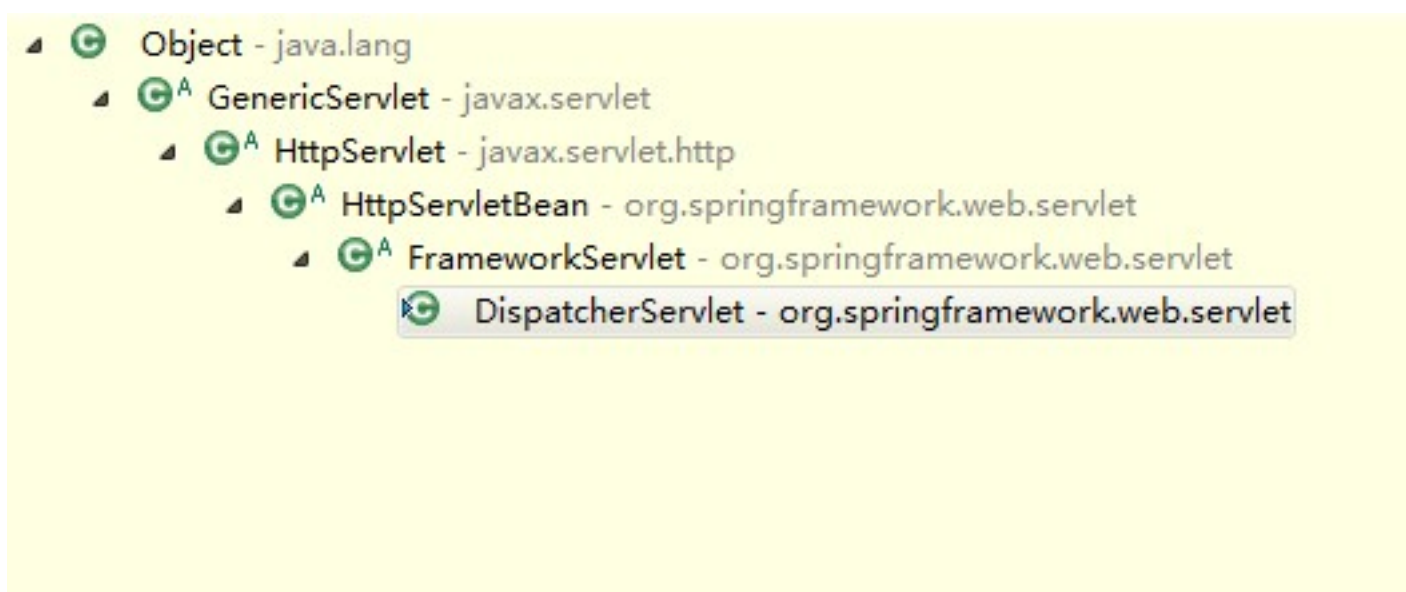 Object - java.lang
GenericServlet - javax.servlet
HttpServlet - javax.servlet.http
HttpServletBean - org.springframework.web.servlet
FrameworkServlet - org.springframework.web.servlet
DispatcherServlet - org.springframework.web.servlet